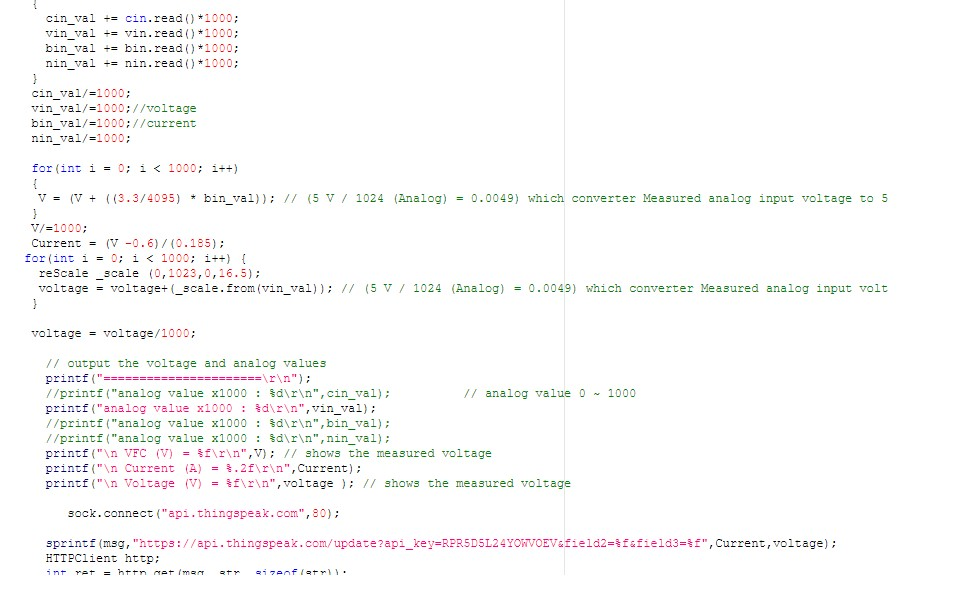 {
cin_val += cin.read()*1000;
vin_val += vin.read()*1000;
bin_val += bin.read()*1000;
nin_val += nin.read()*1000;
}
cin_val/=1000;
vin_val/=1000;//voltage
bin_val/=1000;//current
nin_val/=1000;
for(int i = 0; i < 1000; i++)
{
V = (V + ((3.3/4095) * bin_val)); // (5 V / 1024 (Analog) = 0.0049) which converter Measured analog input voltage to 5
}
V/=1000;
Current = (V -0.6)/(0.185);
for(int i = 0; i < 1000; i++) {
reScale _scale (0,1023,0,16.5);
voltage = voltage+(_scale.from(vin_val)); // (5 V / 1024 (Analog) = 0.0049) which converter Measured analog input volt
}
voltage = voltage/1000;
// output the voltage and analog values
printf("======================\r\n");
//printf("analog value x1000 : %d\r\n",cin_val); // analog value 0 ~ 1000
printf("analog value x1000 : %d\r\n",vin_val);
//printf("analog value x1000 : %d\r\n",bin_val);
//printf("analog value x1000 : %d\r\n",nin_val);
printf("\n VFC (V) = %f\r\n",V); // shows the measured voltage
printf("\n Current (A) = %.2f\r\n",Current);
printf("\n Voltage (V) = %f\r\n",voltage ); // shows the measured voltage
sock.connect("api.thingspeak.com",80);
sprintf(msg,"https://api.thingspeak.com/update?api_key=RPR5D5L24YOWVOEV&field2=%f&field3=%f",Current,voltage);
HTTPClient http;
int ret = http.get(msg, str, sizeof(str));